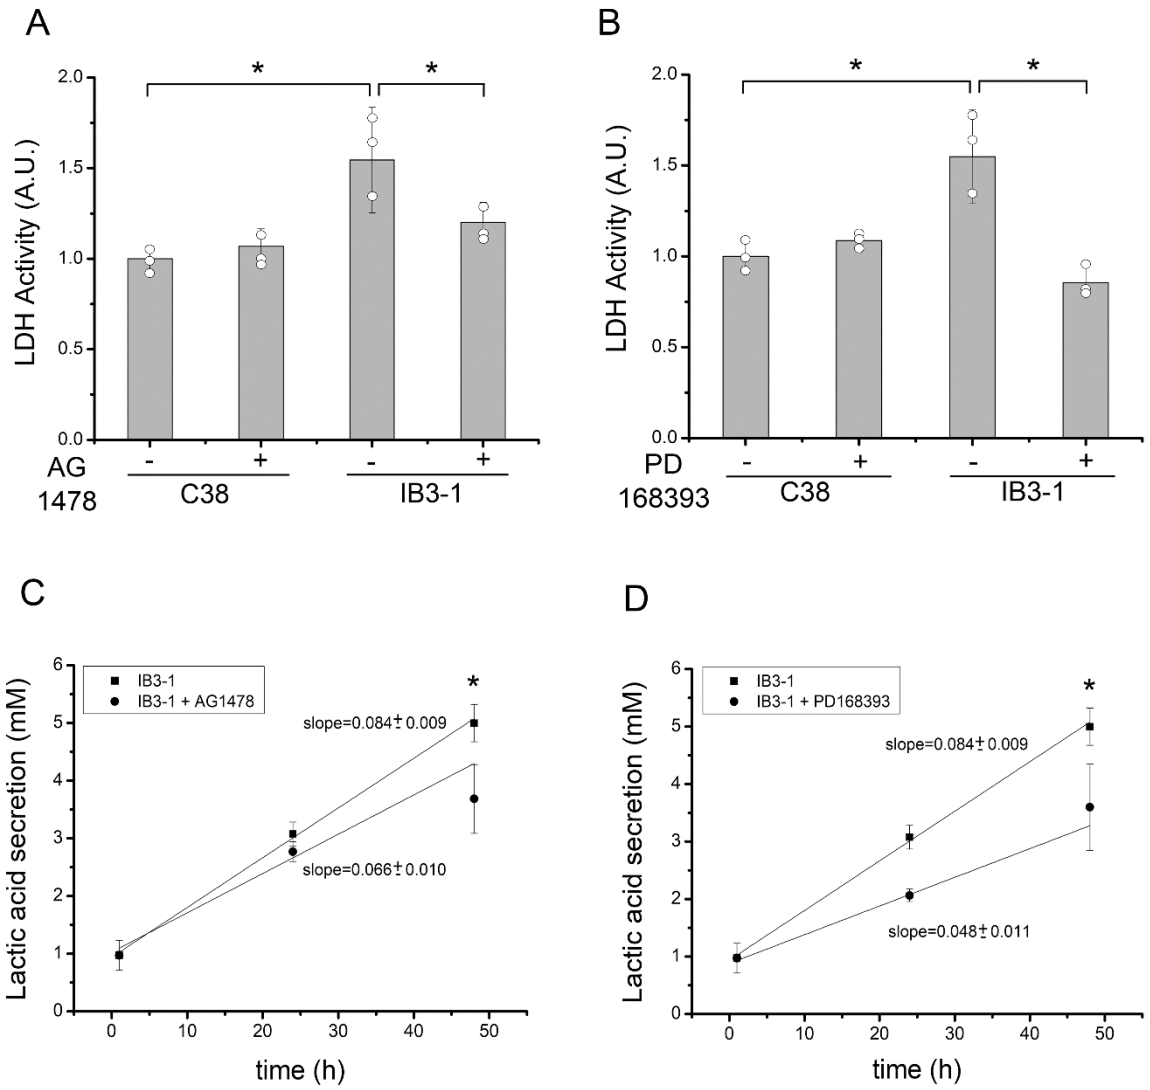 A
LDH Activity (A.U.)
2.0
1.5
1.0
0.5
0.0
* *
AG
1478
- + - +
C38 IB3-1
B
LDH Activity (A.U.)
2.0
1.5
1.0
0.5
0.0
* *
PD
168393
- + - +
C38 IB3-1
C
Lactic acid secretion (mM)
6
5
4
3
2
1
0
IB3-1
IB3-1 + AG1478
*
slope=0.084± 0.009
slope=0.066± 0.010
0 10 20 30 40 50
time (h)
D
Lactic acid secretion (mM)
6
5
4
3
2
1
0
IB3-1
IB3-1 + PD168393
*
slope=0.084± 0.009
slope=0.048± 0.011
0 10 20 30 40 50
time (h)